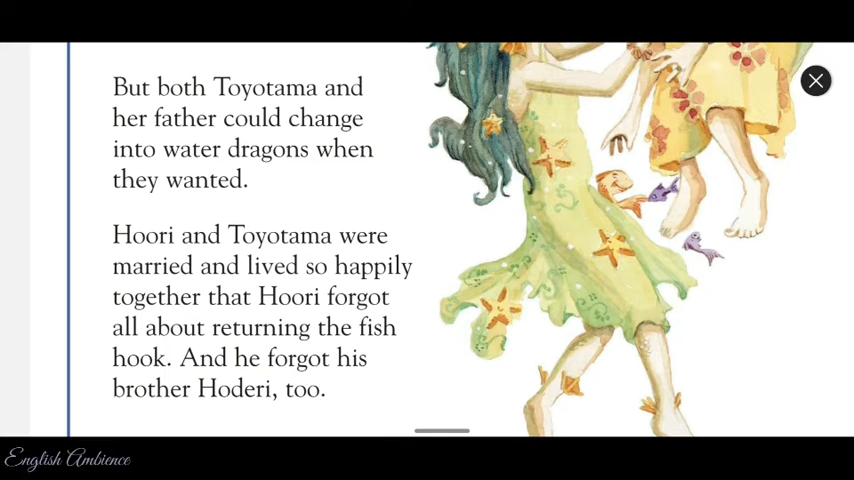 But both Toyotama and
her father could change
into water dragons when
they wanted.
Hoori and Toyotama were
married and lived so happily
together that Hoori forgot
all about returning the fish
hook. And he forgot his
brother Hoderi, too.
English Ambience